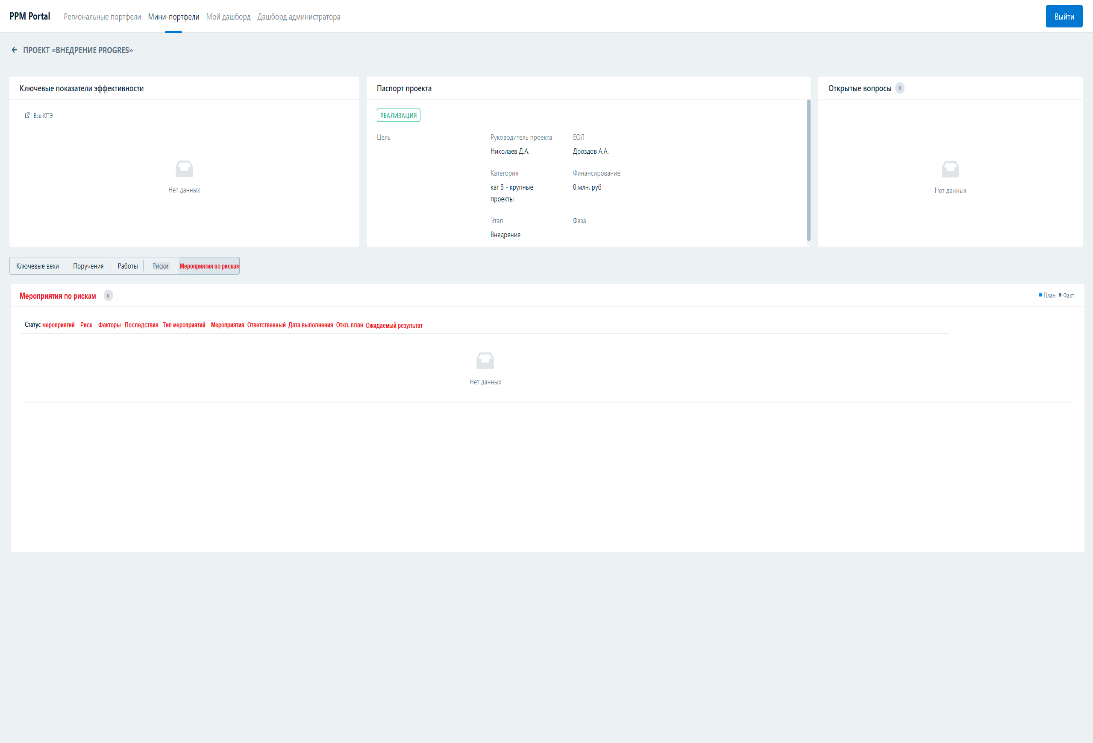 PPM Portal Региональные портфели Мини-портфели Мой дашборд Дашборд администратора Выйти
ПРОЕКТ «ВНЕДРЕНИЕ PROGRES»
Ключевые показатели эффективности
Все КПЭ
Нет данных
Паспорт проекта
РЕАЛИЗАЦИЯ
Цель
Руководитель проекта
Николаев Д.А.
ЕОЛ
Дроздов А.А.
Категория
кат 3 - крупные
проекты
Финансирование
0 млн. руб
Этап
Внедрение
Фаза
Открытые вопросы 0
Нет данных
Ключевые вехи Поручения Работы Риски Мероприятия по рискам
Мероприятия по рискам 0
План Факт
Статус мероприятий Риск Факторы Последствия Тип мероприятий Мероприятия Ответственный Дата выполнения Откл. план Ожидаемый результат
Нет данных